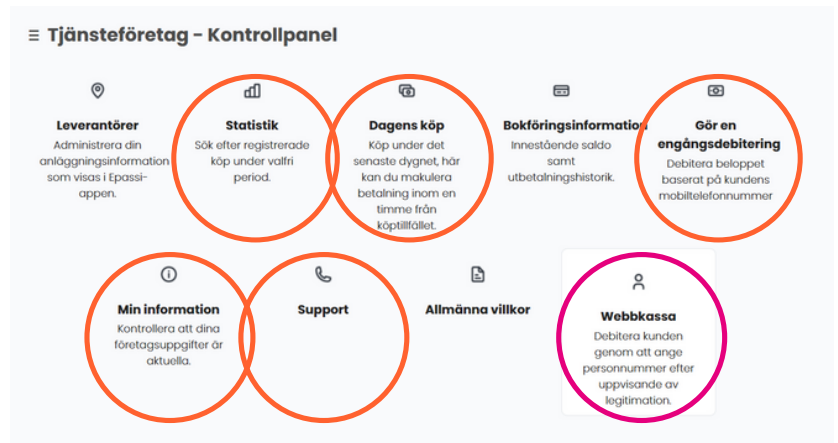 Tjänsteföretag - Kontrollpanel
Leverantörer
Administrera din
anläggningsinformation
som visas i Epassi-
appen.
Statistik
Sök efter registrerade
köp under valfri
period.
Dagens köp
Köp under det
senaste dygnet, här
kan du makulera
betalning inom en
timme från
köptillfället.
Bokföringsinformation
Innestående saldo
samt
utbetalningshistorik.
Gör en
engångsdebitering
Debitera beloppet
baserat på kundens
mobiltelefonnummer
Min information
Kontrollera att dina
företagsuppgifter är
aktuella.
Support
Allmänna villkor
Webbkassa
Debitera kunden
genom att ange
personnummer efter
uppvisande av
legitimation.